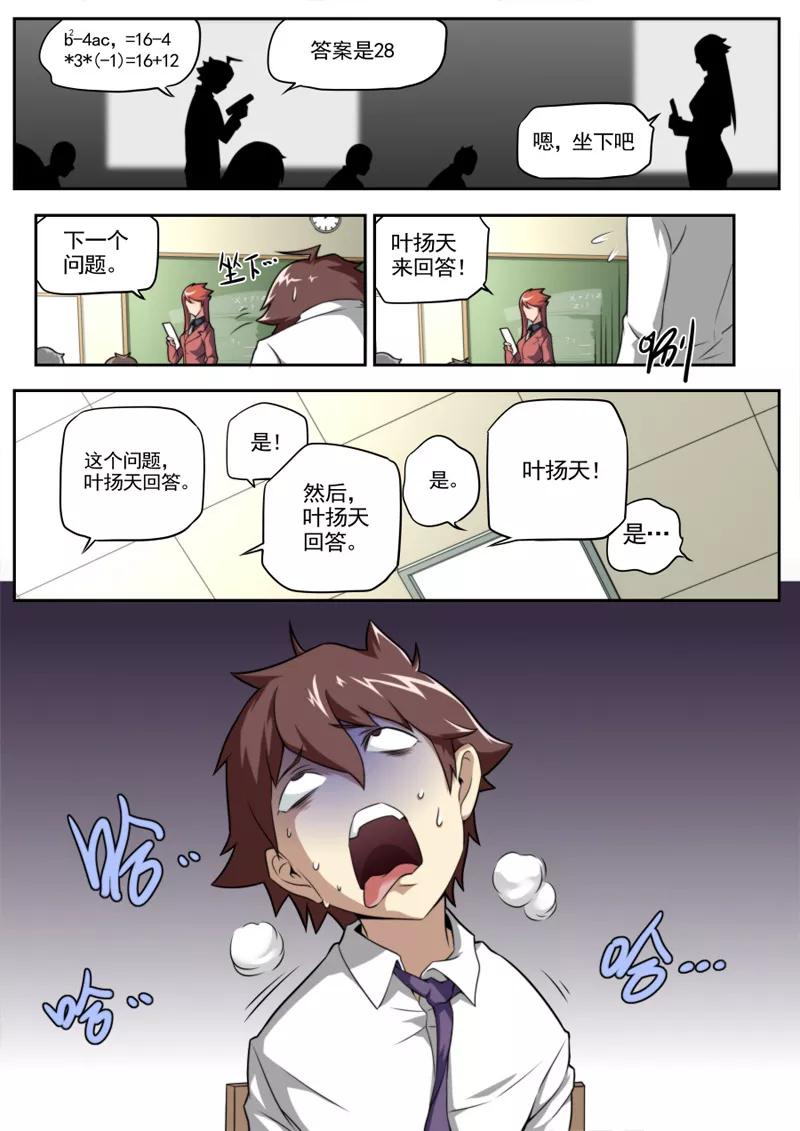 b²-4ac，=16-4
*3*(-1)=16+12
答案是28
嗯，坐下吧
下一个
问题。
坐下…
叶扬天
来回答！
唰
这个问题，
叶扬天回答。
是！
然后，
叶扬天
回答。
是。
叶扬天！
是…
哈…
哈…
哈…